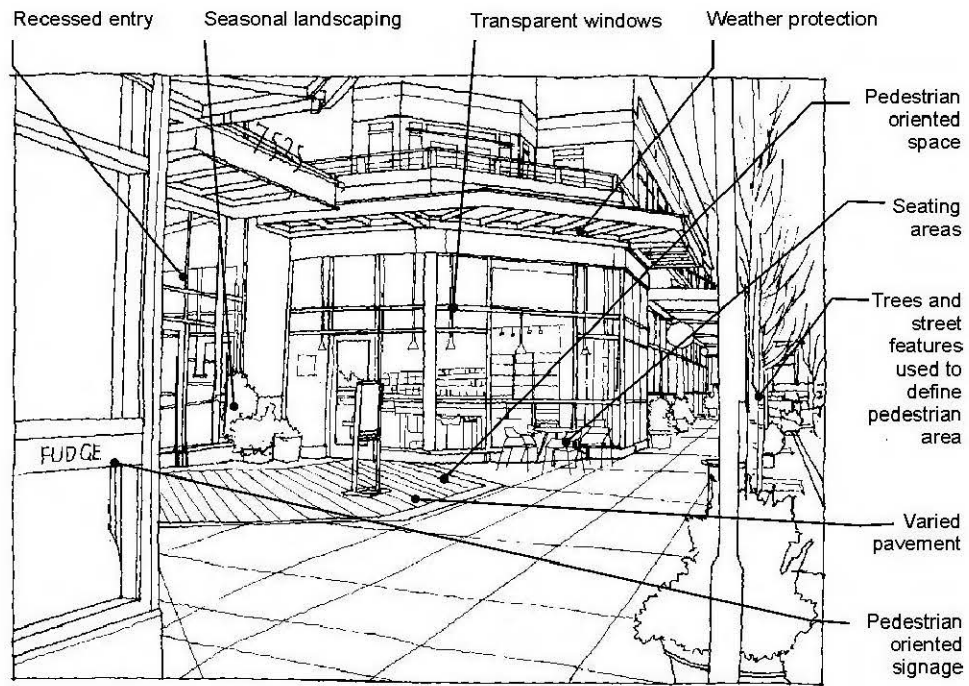 Recessed entry
Seasonal landscaping
Transparent windows
Weather protection
Pedestrian
oriented
space
Seating
areas
Trees and
street
features
used to
define
pedestrian
area
Varied
pavement
Pedestrian
oriented
signage
7525
FUDGE